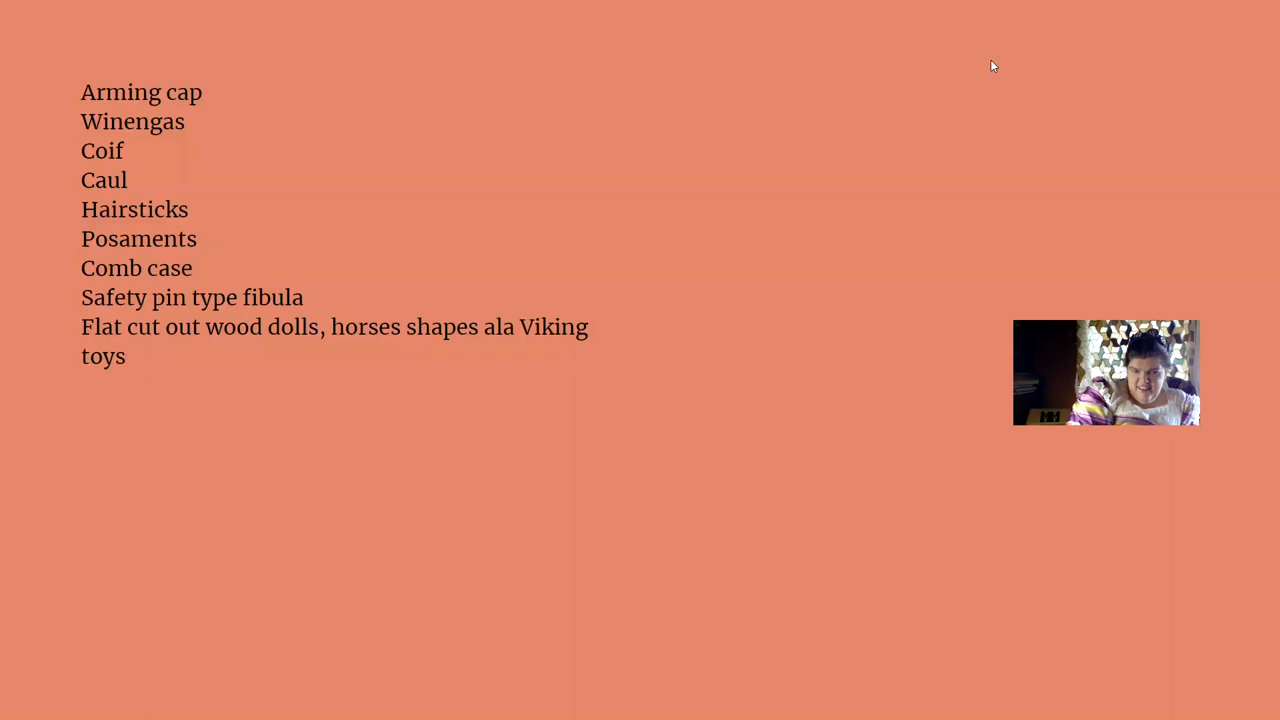 Arming cap
Winengas
Coif
Caul
Hairsticks
Posaments
Comb case
Safety pin type fibula
Flat cut out wood dolls, horses shapes ala Viking
toys